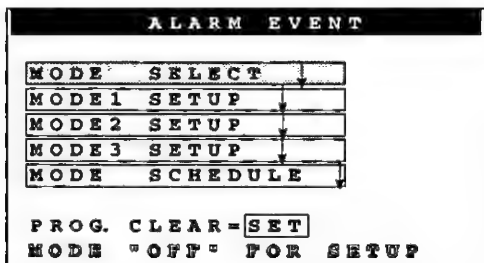 ALARM EVENT
MODE SELECT
MODE1 SETUP
MODE2 SETUP
MODE3 SETUP
MODE SCHEDULE
PROG. CLEAR=SET
MODE "OFF" FOR SETUP